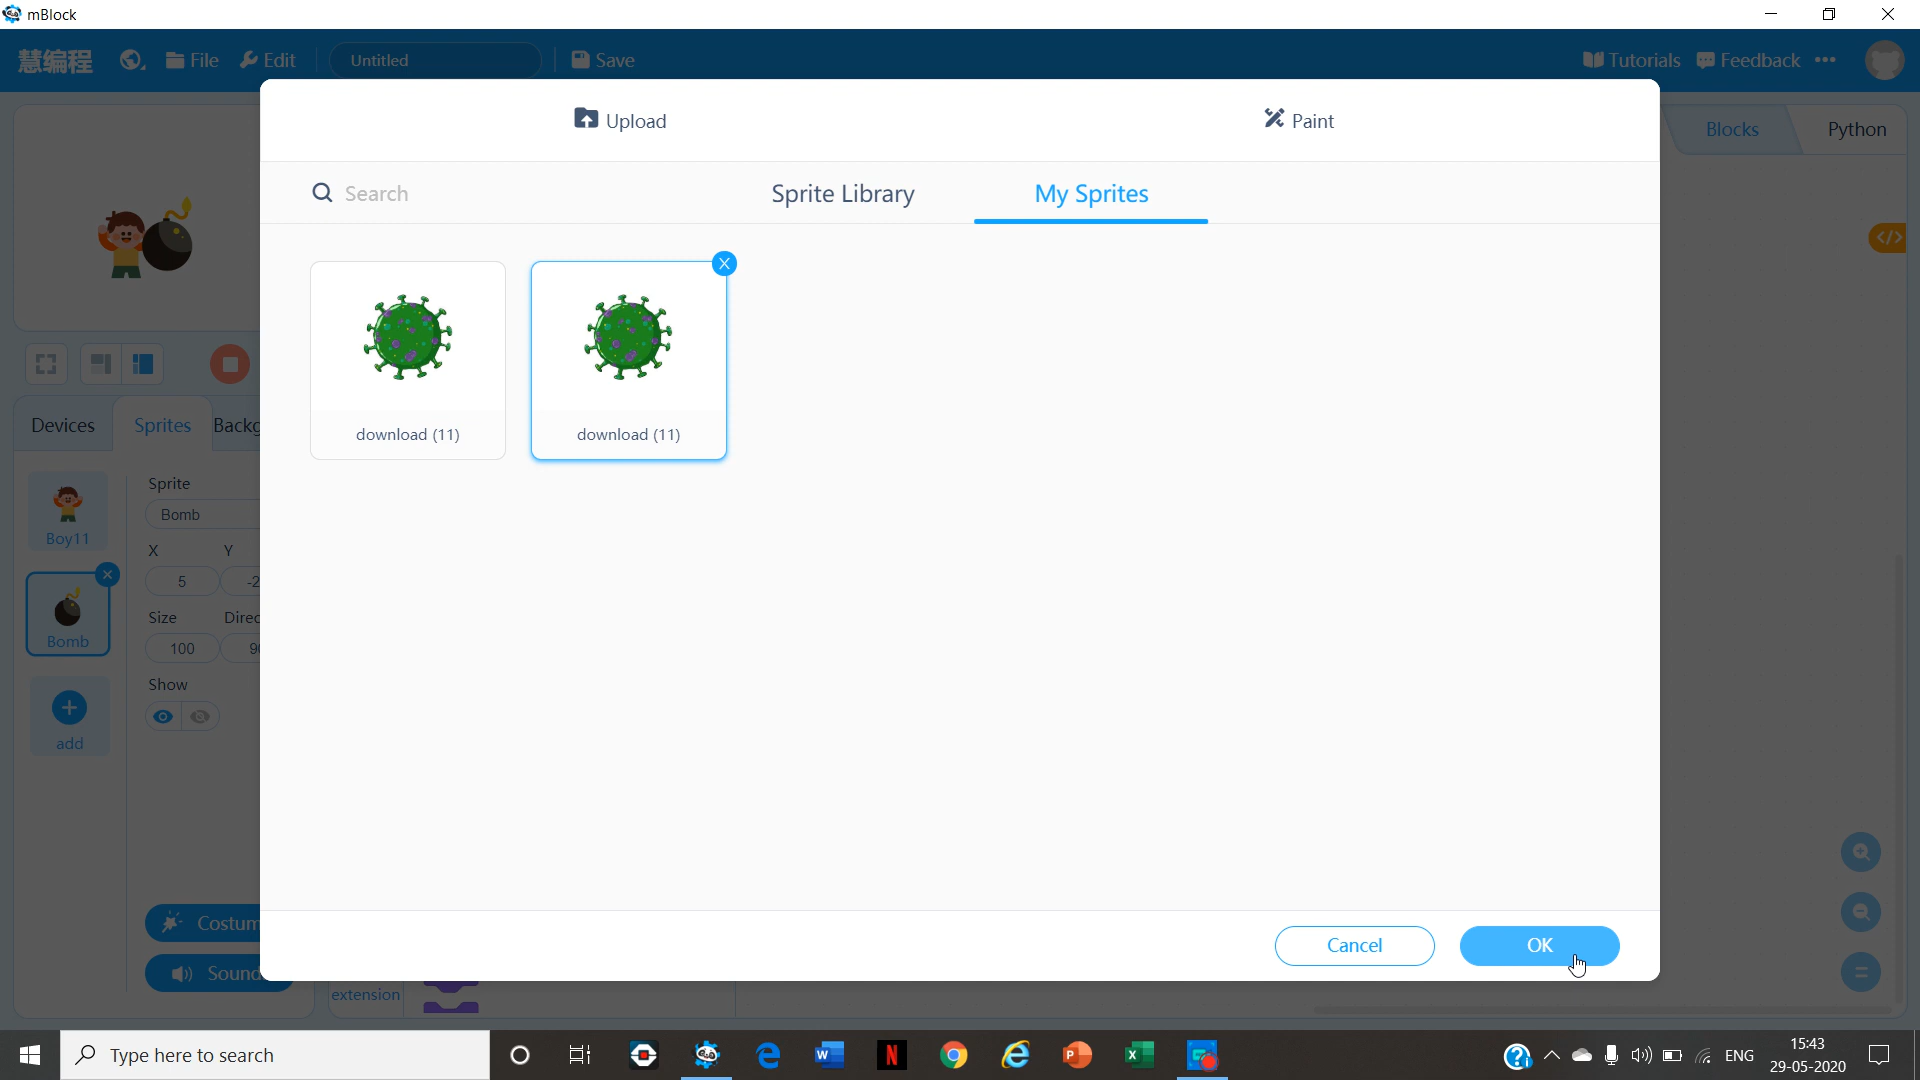 mBlock
慧编程 File Edit Untitled Save Tutorials Feedback
Upload Paint
Blocks Python
Search Sprite Library My Sprites
</>
download (11) download (11)
Devices Sprites Backg
Sprite
Bomb
Boy11
X Y
5 -2
Size Direc
Bomb
100 90
Show
add
Costum
Cancel OK
Sound
extension
Type here to search
ENG
15:43
29-05-2020